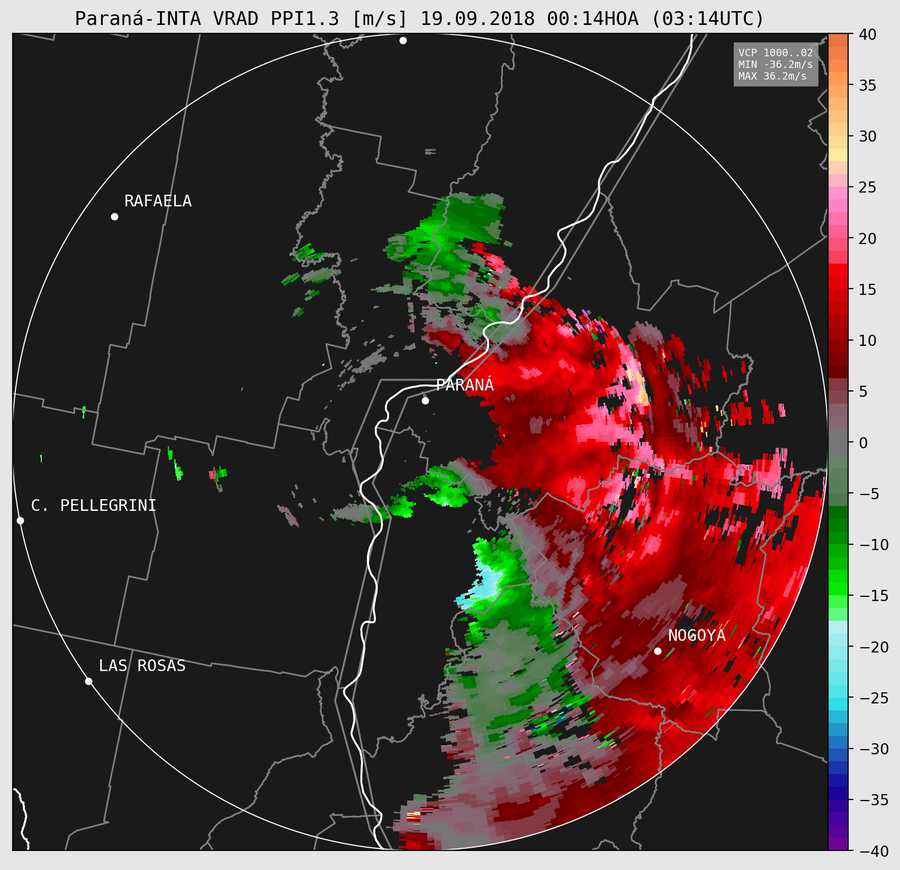 Paraná-INTA VRAD PPI1.3 [m/s] 19.09.2018 00:14HOA (03:14UTC)
VCP 1000..02
MIN -36.2m/s
MAX 36.2m/s
RAFAELA
PARANÁ
C. PELLEGRINI
NOGOYÁ
LAS ROSAS
40
35
30
25
20
15
10
5
0
−5
−10
−15
−20
−25
−30
−35
−40